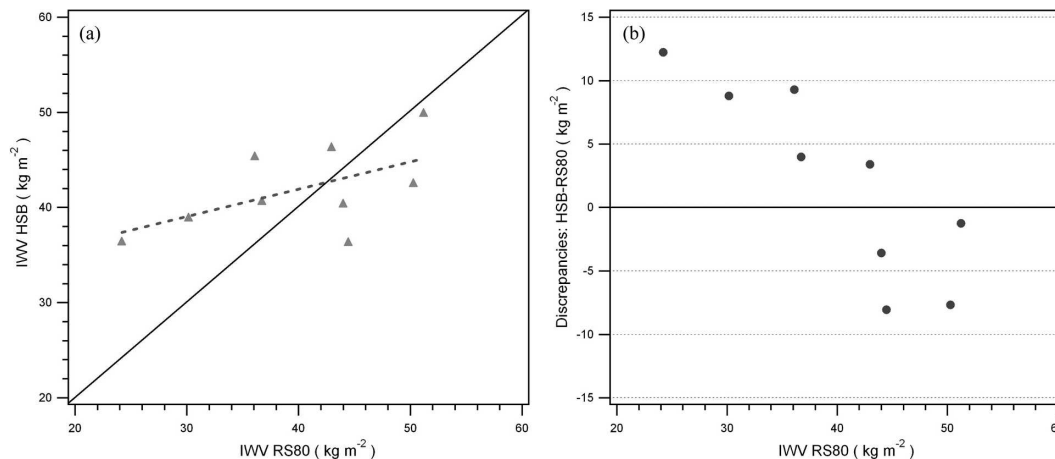 (a)
60
50
40
30
20
IWV HSB ( kg m⁻² )
20 30 40 50 60
IWV RS80 ( kg m⁻² )
(b)
15
10
5
0
-5
-10
-15
Discrepancies: HSB-RS80 ( kg m⁻² )
20 30 40 50 60
IWV RS80 ( kg m⁻² )